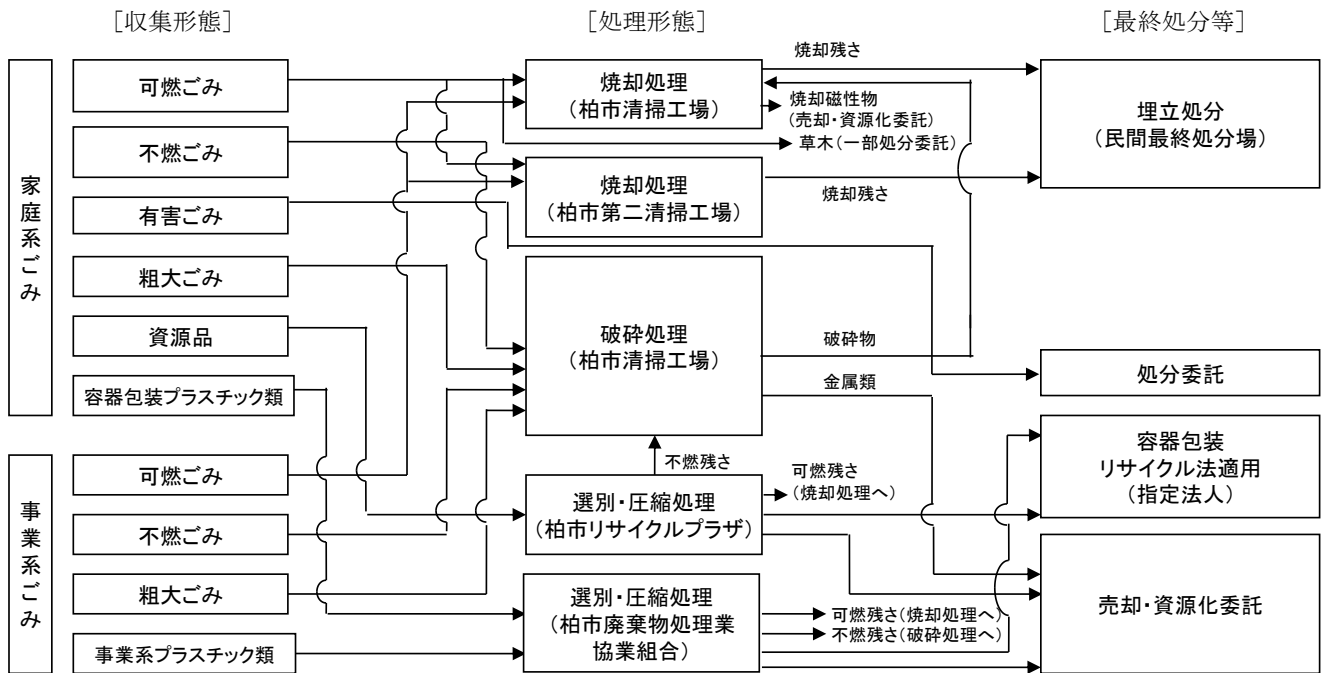 ［収集形態］
［処理形態］
［最終処分等］
家庭系ごみ
可燃ごみ
不燃ごみ
有害ごみ
粗大ごみ
資源品
容器包装プラスチック類
事業系ごみ
可燃ごみ
不燃ごみ
粗大ごみ
事業系プラスチック類
焼却処理
（柏市清掃工場）
焼却残さ
焼却磁性物
（売却・資源化委託）
草木（一部処分委託）
焼却処理
（柏市第二清掃工場）
焼却残さ
破砕処理
（柏市清掃工場）
破砕物
金属類
不燃残さ
選別・圧縮処理
（柏市リサイクルプラザ）
可燃残さ
（焼却処理へ）
選別・圧縮処理
（柏市廃棄物処理業
協業組合）
可燃残さ（焼却処理へ）
不燃残さ（破砕処理へ）
埋立処分
（民間最終処分場）
処分委託
容器包装
リサイクル法適用
（指定法人）
売却・資源化委託